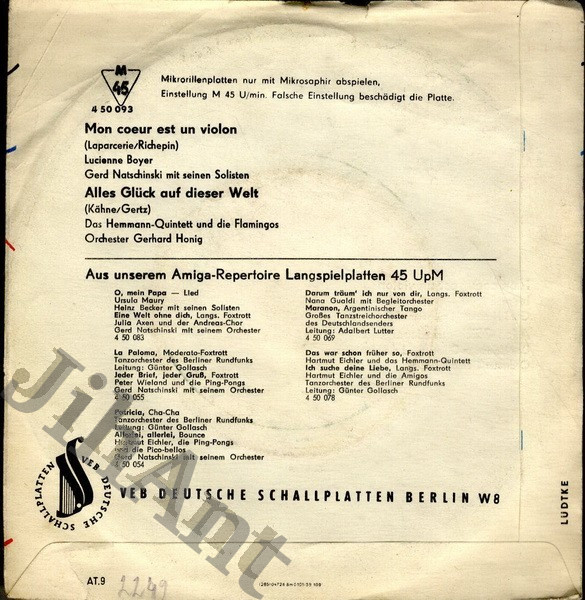 M
45
4 50 093
Mikrorillenplatten nur mit Mikrosaphir abspielen,
Einstellung M 45 U/min. Falsche Einstellung beschädigt die Platte.
Mon coeur est un violon
(Laparcerie/Richepin)
Lucienne Boyer
Gerd Natschinski mit seinen Solisten
Alles Glück auf dieser Welt
(Kähne/Gertz)
Das Hemmann-Quintett und die Flamingos
Orchester Gerhard Honig
Aus unserem Amiga-Repertoire Langspielplatten 45 UpM
O, mein Papa — Lied
Ursula Maury
Heinz Becker mit seinen Solisten
Eine Welt ohne dich, Langs. Foxtrott
Julia Axen und der Andreas-Chor
Gerd Natschinski mit seinem Orchester
4 50 083
La Paloma, Moderato-Foxtrott
Tanzorchester des Berliner Rundfunks
Leitung: Günter Gollasch
Jeder Brief, jeder Gruß, Foxtrott
Peter Wieland und die Ping-Pongs
Gerd Natschinski mit seinem Orchester
4 50 055
Patricia, Cha-Cha
Tanzorchester des Berliner Rundfunks
Leitung: Günter Gollasch
Allerlei, allerlei, Bounce
Hartmut Eichler, die Ping-Pongs
und die Pico-bellos
Gerd Natschinski mit seinem Orchester
4 50 054
Darum träum' ich nur von dir, Langs. Foxtrott
Nana Gualdi mit Begleitorchester
Maranon, Argentinischer Tango
Großes Tanzstreichorchester
des Deutschlandsenders
Leitung: Adalbert Lutter
4 50 069
Das war schon früher so, Foxtrott
Hartmut Eichler und das Hemmann-Quintett
Ich suche deine Liebe, Langs. Foxtrott
Hartmut Eichler und die Amigos
Tanzorchester des Berliner Rundfunks
Leitung: Günter Gollasch
4 50 078
VEB DEUTSCHE SCHALLPLATTEN
VEB DEUTSCHE SCHALLPLATTEN BERLIN W8
LUDTKE
AT.9
2249
JihAnt